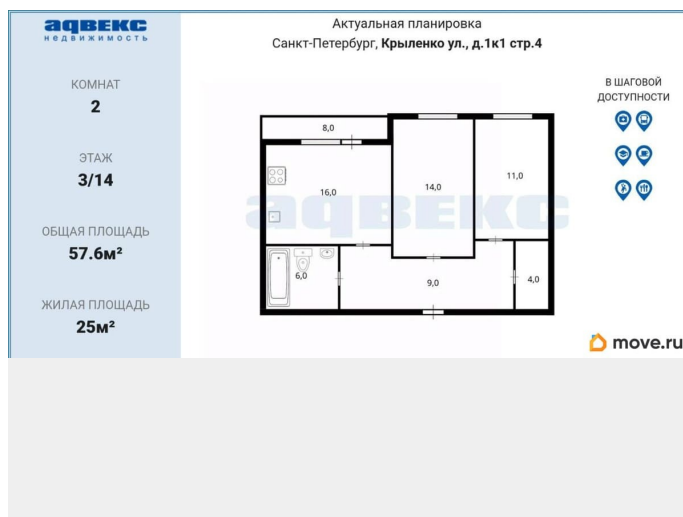 адвекс
недвижимость
КОМНАТ
2
ЭТАЖ
3/14
ОБЩАЯ ПЛОЩАДЬ
57.6м²
ЖИЛАЯ ПЛОЩАДЬ
25м²
Актуальная планировка
Санкт-Петербург, Крыленко ул., д.1к1 стр.4
8,0
16,0
14,0
11,0
6,0
9,0
4,0
адвекс
В ШАГОВОЙ
ДОСТУПНОСТИ
move.ru